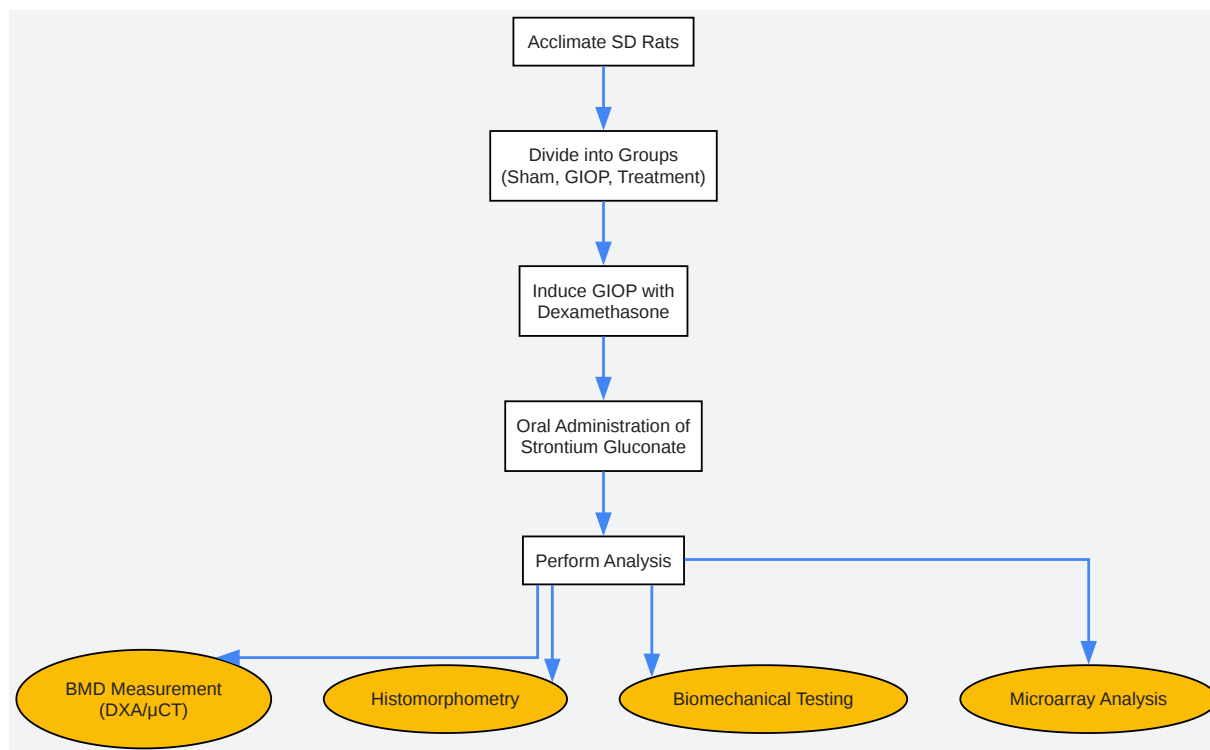 Acclimate SD Rats
Divide into Groups
(Sham, GIOP, Treatment)
Induce GIOP with
Dexamethasone
Oral Administration of
Strontium Gluconate
Perform Analysis
BMD Measurement
(DXA/μCT)
Histomorphometry
Biomechanical Testing
Microarray Analysis